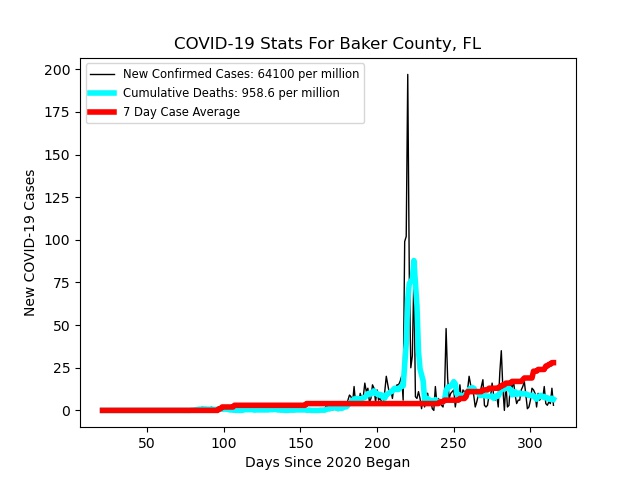 COVID-19 Stats For Baker County, FL
New Confirmed Cases: 64100 per million
Cumulative Deaths: 958.6 per million
7 Day Case Average
New COVID-19 Cases
200
175
150
125
100
75
50
25
0
50 100 150 200 250 300
Days Since 2020 Began